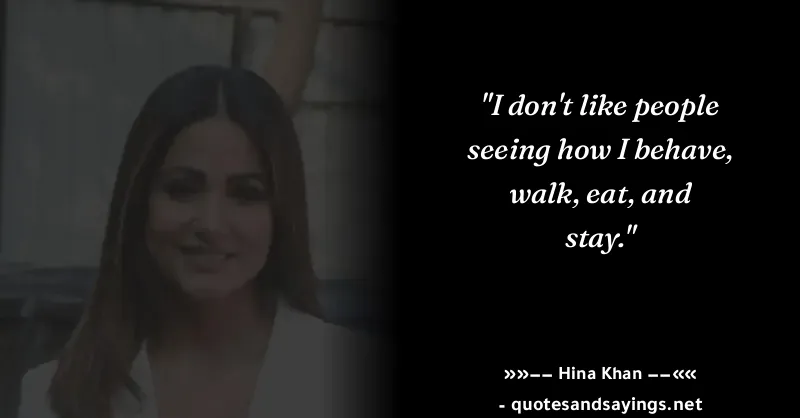 "I don't like people
seeing how I behave,
walk, eat, and
stay."
»»−− Hina Khan −−««
- quotesandsayings.net